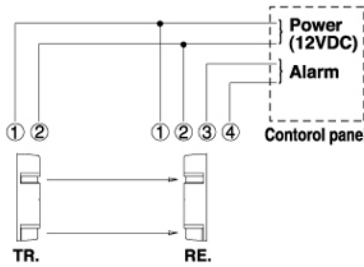 Power
(12VDC)
Alarm
① ② ① ② ③ ④
Contorol pane
TR. RE.